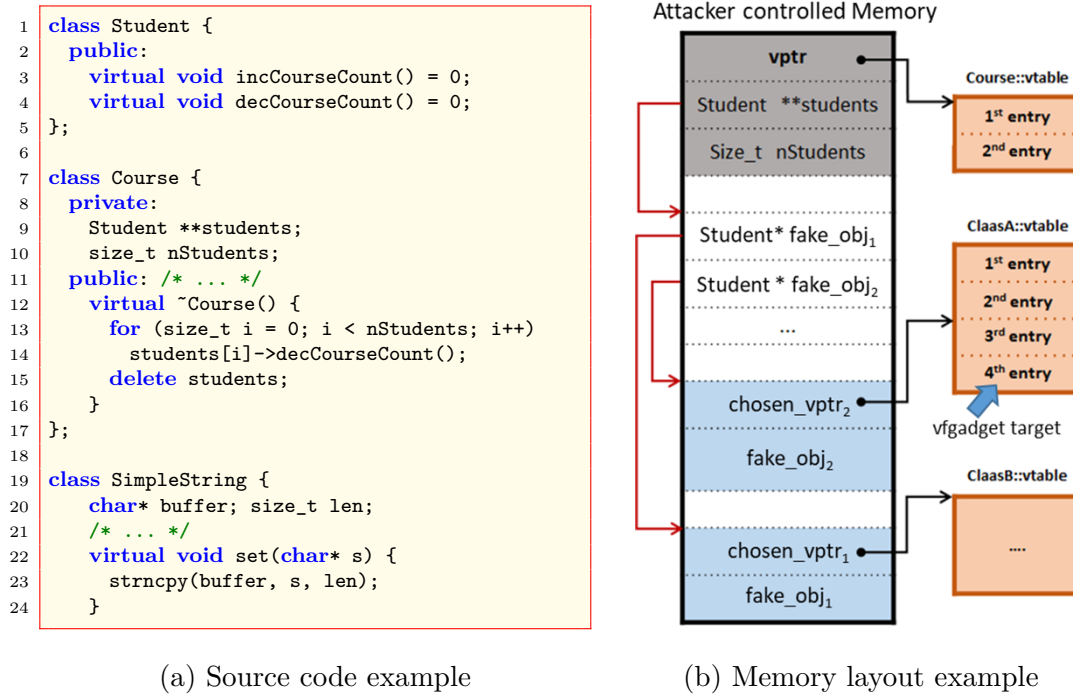 1 class Student {
2 public:
3 virtual void incCourseCount() = 0;
4 virtual void decCourseCount() = 0;
5 };
6
7 class Course {
8 private:
9 Student **students;
10 size_t nStudents;
11 public: /* ... */
12 virtual ~Course() {
13 for (size_t i = 0; i < nStudents; i++)
14 students[i]->decCourseCount();
15 delete students;
16 }
17 };
18
19 class SimpleString {
20 char* buffer; size_t len;
21 /* ... */
22 virtual void set(char* s) {
23 strncpy(buffer, s, len);
24 }
(a) Source code example
Attacker controlled Memory
vptr
Student **students
Size_t nStudents
Student* fake_obj₁
Student * fake_obj₂
...
chosen_vptr₂
fake_obj₂
chosen_vptr₁
fake_obj₁
Course::vtable
1st entry
2nd entry
ClaasA::vtable
1st entry
2nd entry
3rd entry
4th entry
vfgadget target
ClaasB::vtable
....
(b) Memory layout example